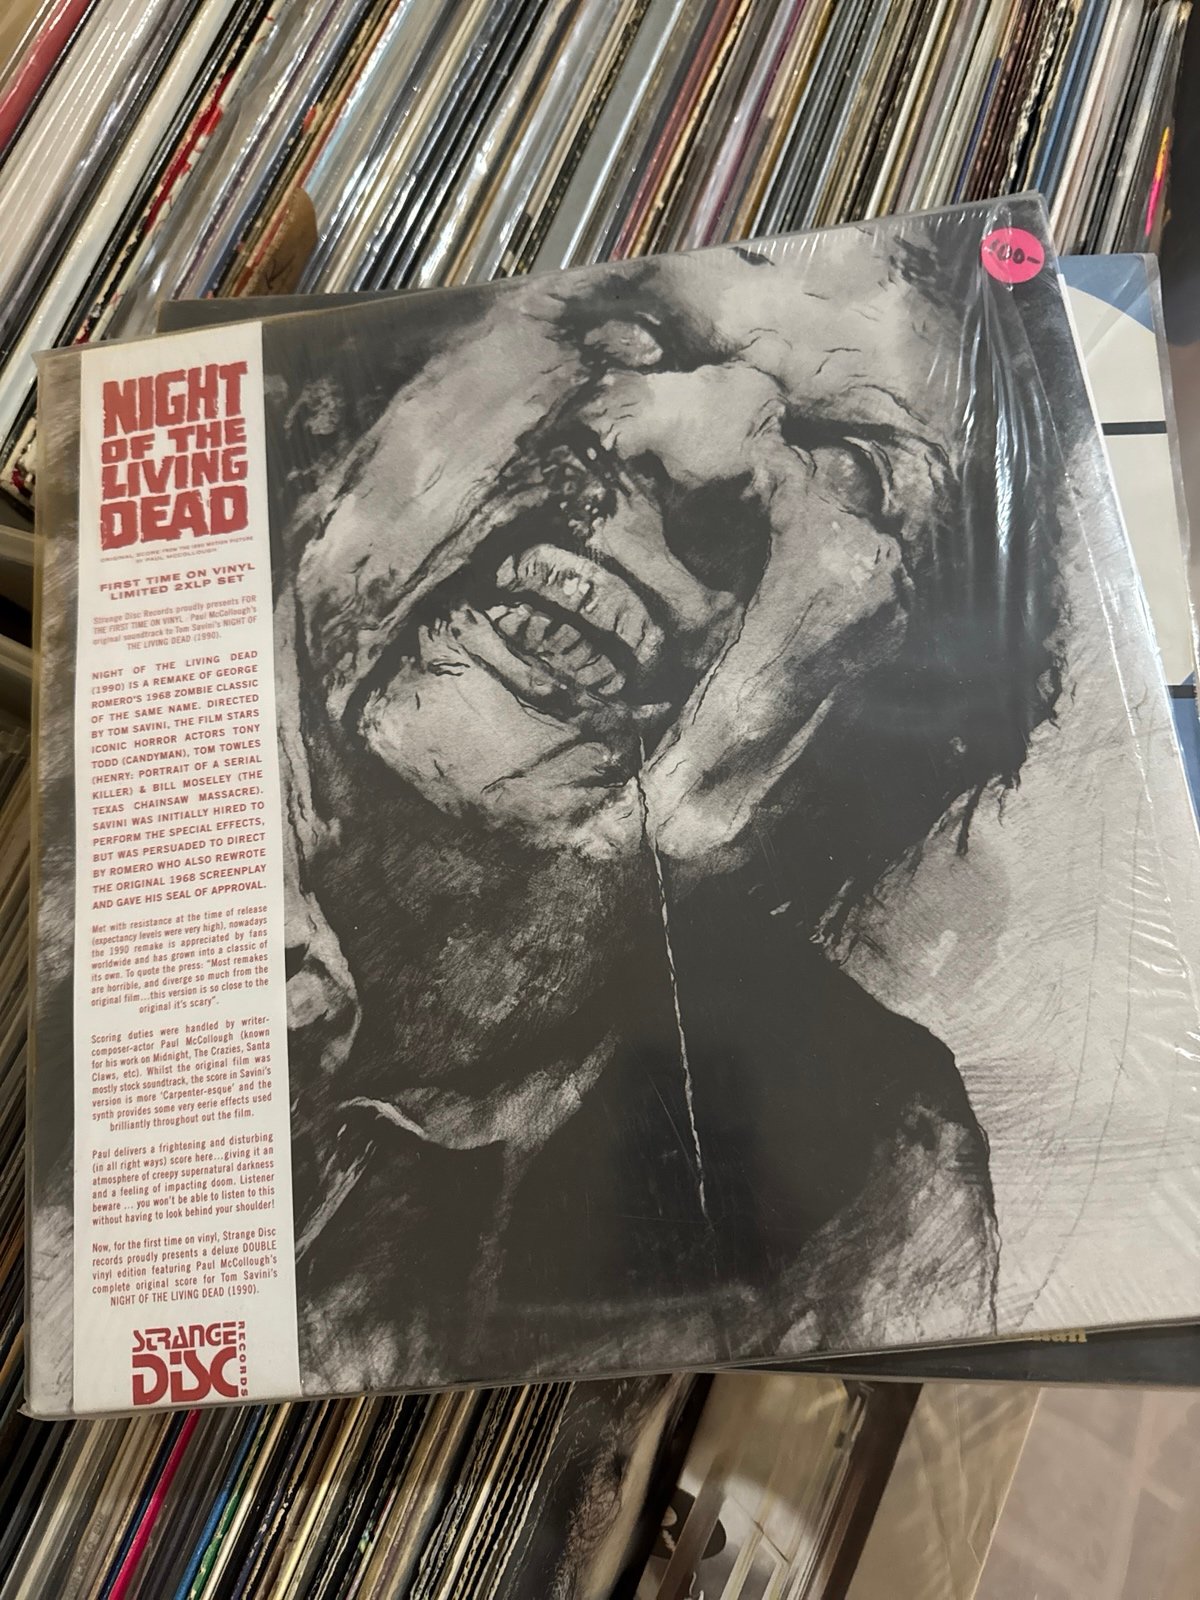 NIGHT
OF THE
LIVING
DEAD
ORIGINAL SCORE FROM THE 1990 MOTION PICTURE
BY PAUL MCCOLLOUGH
FIRST TIME ON VINYL
LIMITED 2XLP SET
Strange Disc Records proudly presents FOR
THE FIRST TIME ON VINYL : Paul McCollough's
original soundtrack to Tom Savini's NIGHT OF
THE LIVING DEAD (1990).
NIGHT OF THE LIVING DEAD
(1990) IS A REMAKE OF GEORGE
ROMERO'S 1968 ZOMBIE CLASSIC
OF THE SAME NAME. DIRECTED
BY TOM SAVINI, THE FILM STARS
ICONIC HORROR ACTORS TONY
TODD (CANDYMAN), TOM TOWLES
(HENRY: PORTRAIT OF A SERIAL
KILLER) & BILL MOSELEY (THE
TEXAS CHAINSAW MASSACRE).
SAVINI WAS INITIALLY HIRED TO
PERFORM THE SPECIAL EFFECTS,
BUT WAS PERSUADED TO DIRECT
BY ROMERO WHO ALSO REWROTE
THE ORIGINAL 1968 SCREENPLAY
AND GAVE HIS SEAL OF APPROVAL.
Met with resistance at the time of release
(expectancy levels were very high), nowadays
the 1990 remake is appreciated by fans
worldwide and has grown into a classic of
its own. To quote the press: "Most remakes
are horrible, and diverge so much from the
original film...this version is so close to the
original it's scary".
Scoring duties were handled by writer-
composer-actor Paul McCollough (known
for his work on Midnight, The Crazies, Santa
Claws, etc). Whilst the original film was
mostly stock soundtrack, the score in Savini's
version is more 'Carpenter-esque' and the
synth provides some very eerie effects used
brilliantly throughout out the film.
Paul delivers a frightening and disturbing
(in all right ways) score here...giving it an
atmosphere of creepy supernatural darkness
and a feeling of impacting doom. Listener
beware ... you won't be able to listen to this
without having to look behind your shoulder!
Now, for the first time on vinyl, Strange Disc
records proudly presents a deluxe DOUBLE
vinyl edition featuring Paul McCollough's
complete original score for Tom Savini's
NIGHT OF THE LIVING DEAD (1990).
STRANGE
DISC
RECORDS